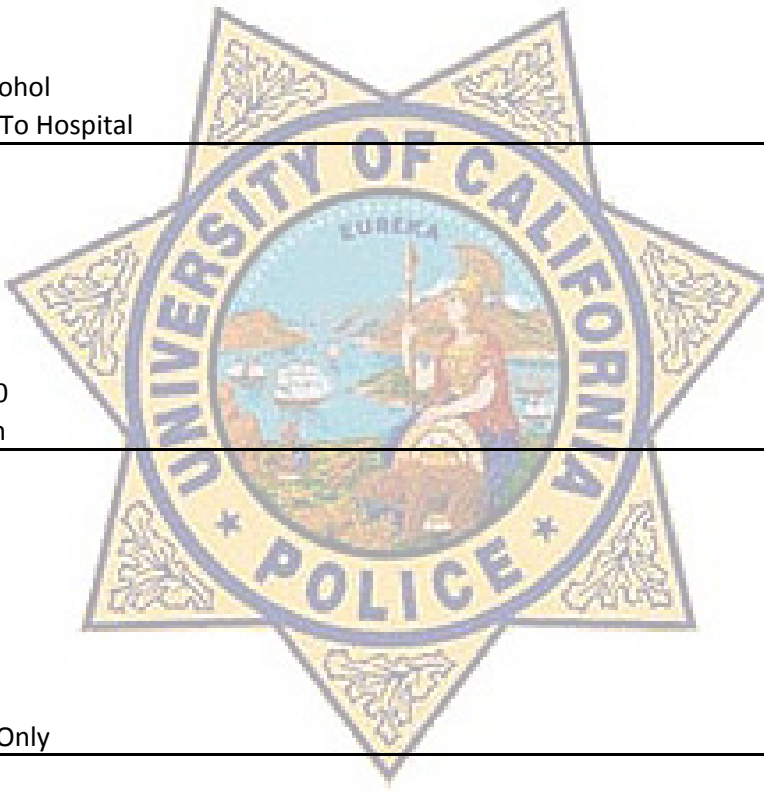 ohol
To Hospital
UNIVERSITY OF CALIFORNIA
EUREKA
0
n
Only
POLICE